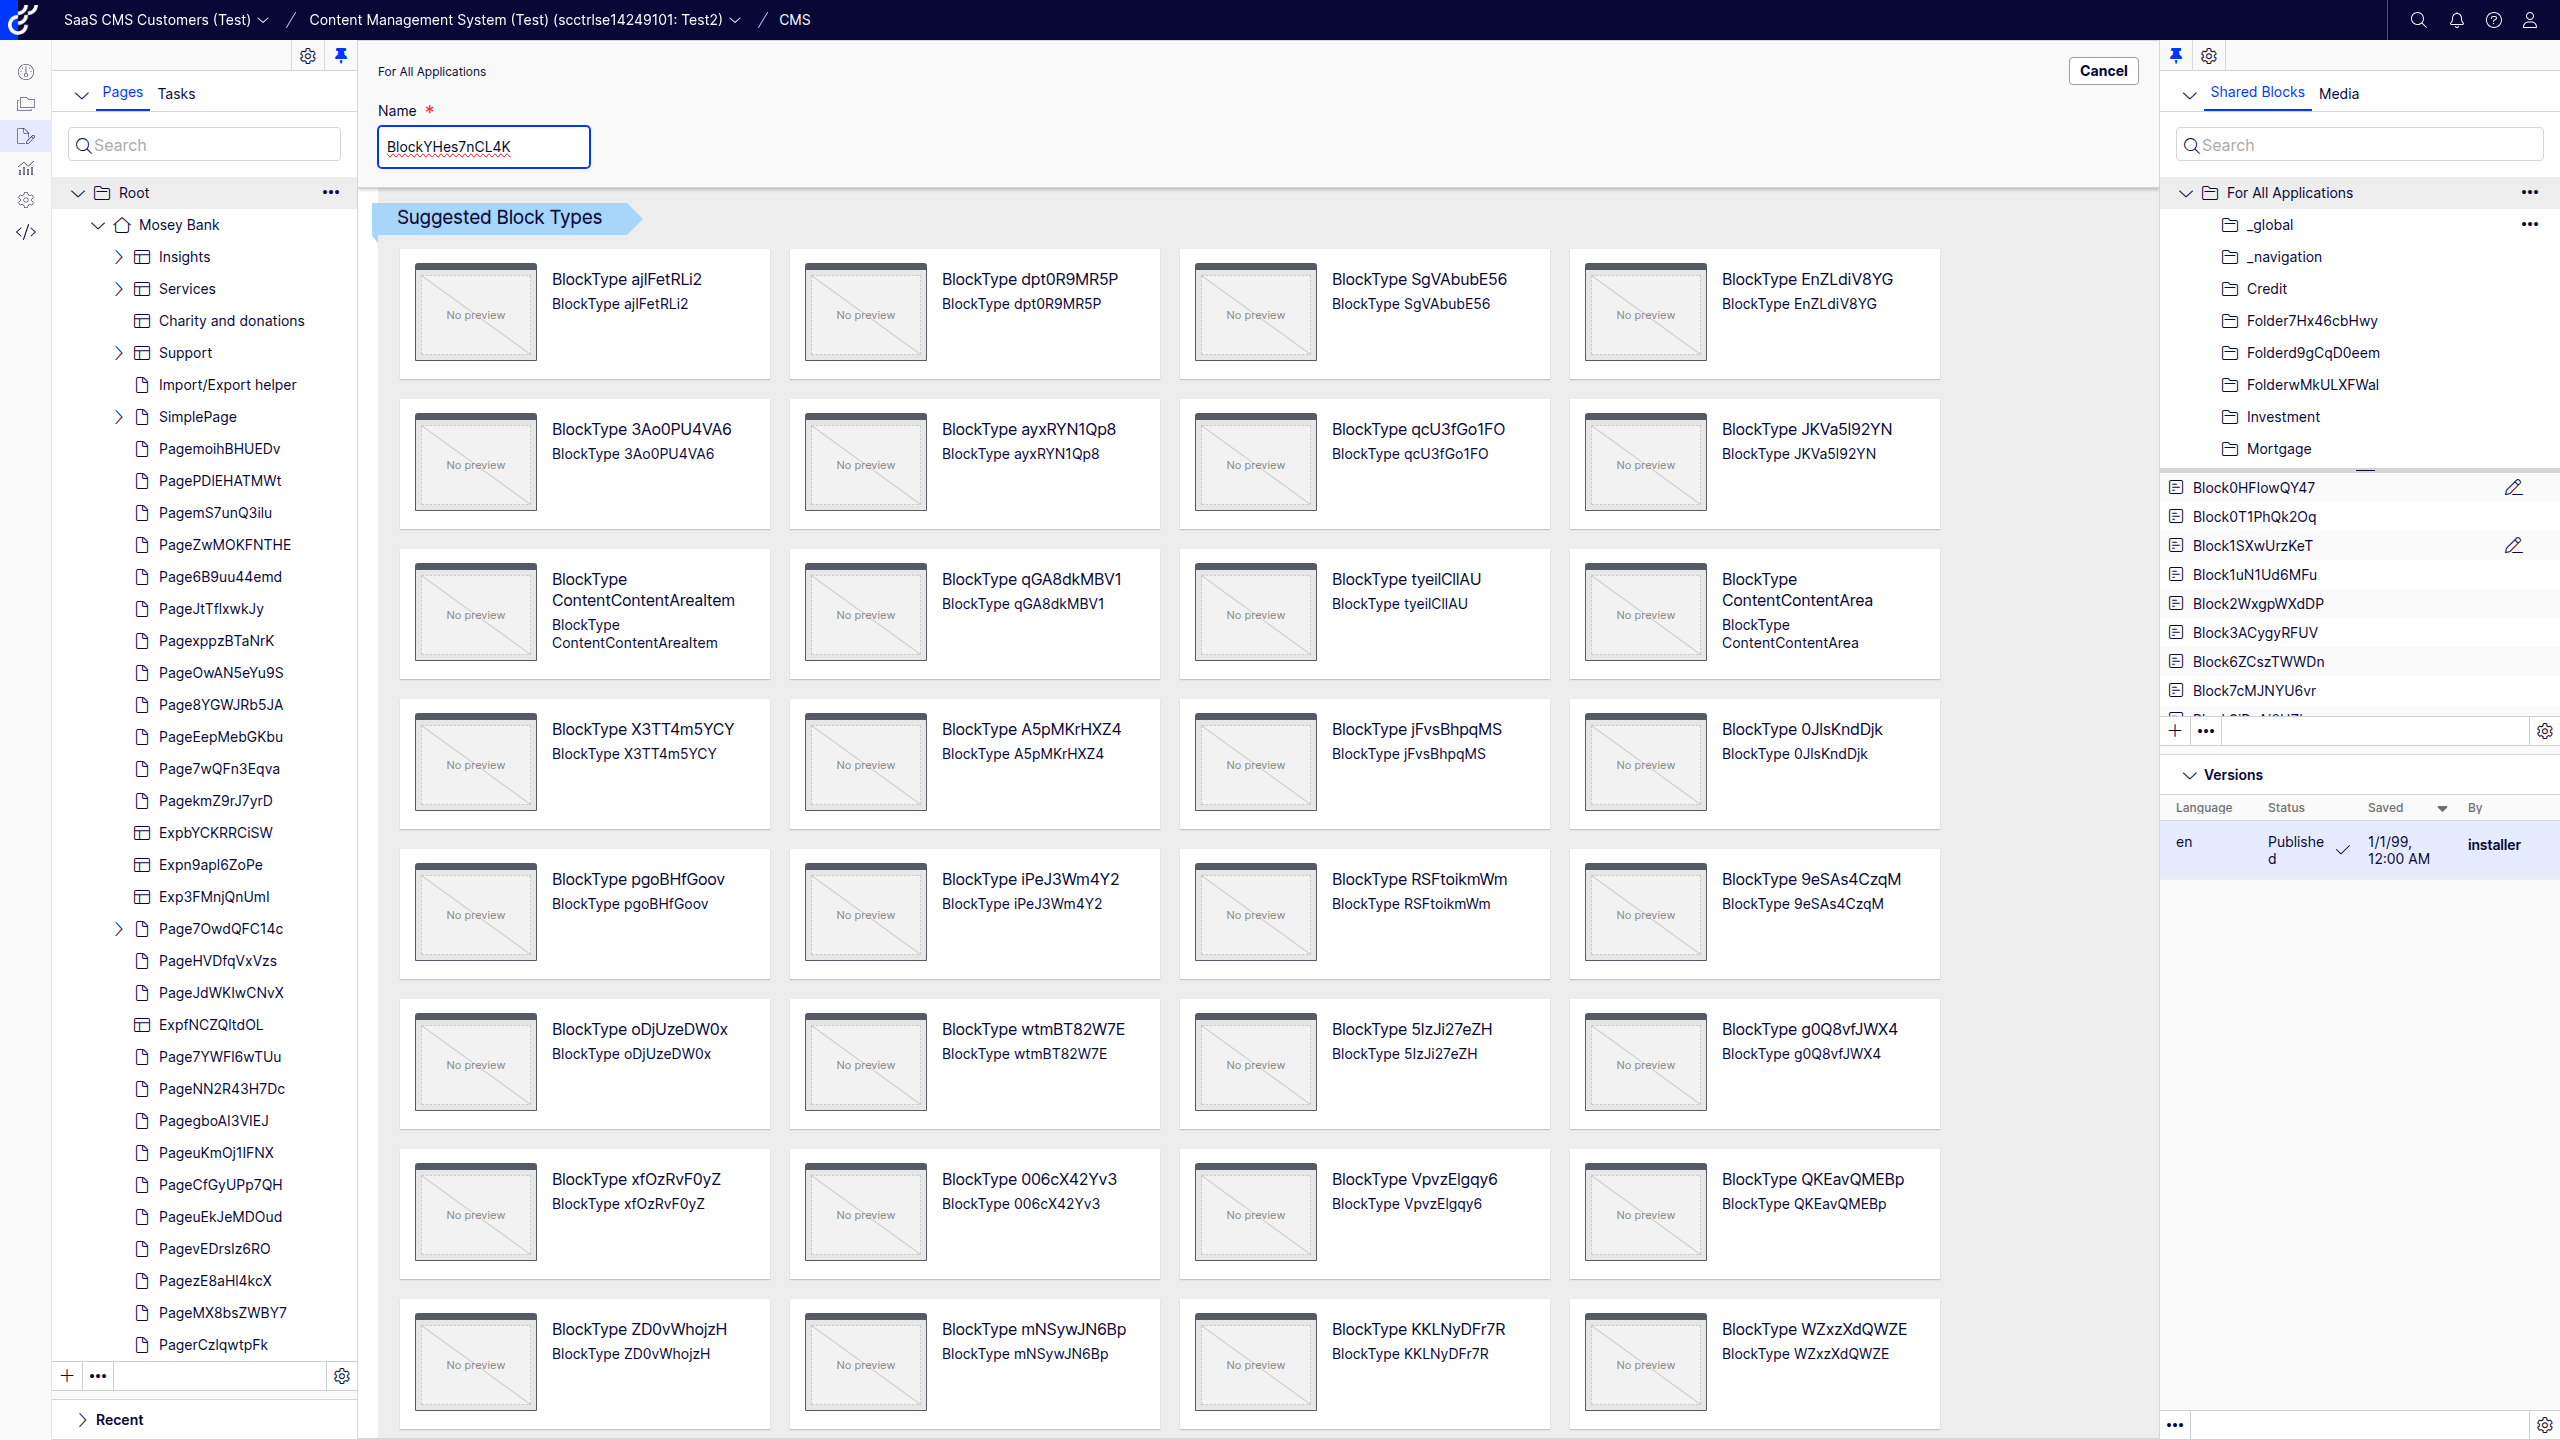 SaaS CMS Customers (Test)
Content Management System (Test) (scctrlse14249101: Test2)
CMS
Pages
Tasks
Search
Root
Mosey Bank
Insights
Services
Charity and donations
Support
Import/Export helper
SimplePage
PagemoihBHUEDv
PagePDlEHATMWt
PagemS7unQ3ilu
PageZwMOKFNTHE
Page6B9uu44emd
PageJtTflxwkJy
PagexppzBTaNrK
PageOwAN5eYu9S
Page8YGWJRb5JA
PageEepMebGKbu
Page7wQFn3Eqva
PagekmZ9rJ7yrD
ExpbYCKRRCiSW
Expn9apl6ZoPe
Exp3FMnjQnUml
Page7OwdQFC14c
PageHVDfqVxVzs
PageJdWKlwCNvX
ExpfNCZQltdOL
Page7YWFl6wTUu
PageNN2R43H7Dc
PagegboAI3VlEJ
PageuKmOj1lFNX
PageCfGyUPp7QH
PageuEkJeMDOud
PagevEDrslz6RO
PagezE8aHl4kcX
PageMX8bsZWBY7
PagerCzlqwtpFk
Recent
For All Applications
Cancel
Name *
BlockYHes7nCL4K
Suggested Block Types
No preview
BlockType ajlFetRLi2
BlockType ajlFetRLi2
No preview
BlockType dpt0R9MR5P
BlockType dpt0R9MR5P
No preview
BlockType SgVAbubE56
BlockType SgVAbubE56
No preview
BlockType EnZLdiV8YG
BlockType EnZLdiV8YG
No preview
BlockType 3Ao0PU4VA6
BlockType 3Ao0PU4VA6
No preview
BlockType ayxRYN1Qp8
BlockType ayxRYN1Qp8
No preview
BlockType qcU3fGo1FO
BlockType qcU3fGo1FO
No preview
BlockType JKVa5l92YN
BlockType JKVa5l92YN
No preview
BlockType
ContentContentAreaItem
BlockType
ContentContentAreaItem
No preview
BlockType qGA8dkMBV1
BlockType qGA8dkMBV1
No preview
BlockType tyeilCllAU
BlockType tyeilCllAU
No preview
BlockType
ContentContentArea
BlockType
ContentContentArea
No preview
BlockType X3TT4m5YCY
BlockType X3TT4m5YCY
No preview
BlockType A5pMKrHXZ4
BlockType A5pMKrHXZ4
No preview
BlockType jFvsBhpqMS
BlockType jFvsBhpqMS
No preview
BlockType 0JlsKndDjk
BlockType 0JlsKndDjk
No preview
BlockType pgoBHfGoov
BlockType pgoBHfGoov
No preview
BlockType iPeJ3Wm4Y2
BlockType iPeJ3Wm4Y2
No preview
BlockType RSFtoikmWm
BlockType RSFtoikmWm
No preview
BlockType 9eSAs4CzqM
BlockType 9eSAs4CzqM
No preview
BlockType oDjUzeDW0x
BlockType oDjUzeDW0x
No preview
BlockType wtmBT82W7E
BlockType wtmBT82W7E
No preview
BlockType 5IzJi27eZH
BlockType 5IzJi27eZH
No preview
BlockType g0Q8vfJWX4
BlockType g0Q8vfJWX4
No preview
BlockType xfOzRvF0yZ
BlockType xfOzRvF0yZ
No preview
BlockType 006cX42Yv3
BlockType 006cX42Yv3
No preview
BlockType VpvzElgqy6
BlockType VpvzElgqy6
No preview
BlockType QKEavQMEBp
BlockType QKEavQMEBp
No preview
BlockType ZD0vWhojzH
BlockType ZD0vWhojzH
No preview
BlockType mNSywJN6Bp
BlockType mNSywJN6Bp
No preview
BlockType KKLNyDFr7R
BlockType KKLNyDFr7R
No preview
BlockType WZxzXdQWZE
BlockType WZxzXdQWZE
Shared Blocks
Media
Search
For All Applications
_global
_navigation
Credit
Folder7Hx46cbHwy
Folderd9gCqD0eem
FolderwMkULXFWal
Investment
Mortgage
Block0HFlowQY47
Block0T1PhQk2Oq
Block1SXwUrzKeT
Block1uN1Ud6MFu
Block2WxgpWXdDP
Block3ACygyRFUV
Block6ZCszTWWDn
Block7cMJNYU6vr
Versions
Language
Status
Saved
By
en
Publishe
d
1/1/99,
12:00 AM
installer